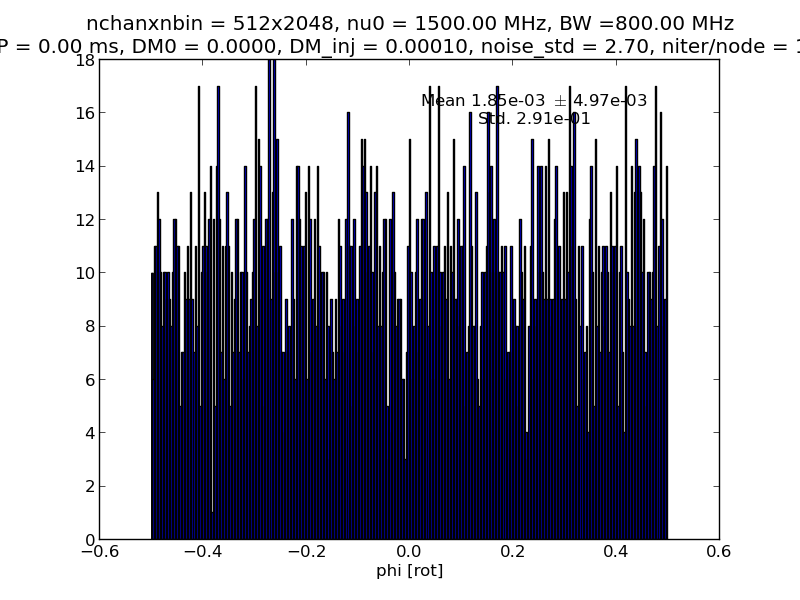 nchanxnbin = 512x2048, nu0 = 1500.00 MHz, BW =800.00 MHz
P = 0.00 ms, DM0 = 0.0000, DM_inj = 0.00010, noise_std = 2.70, niter/node = 1
18
Mean 1.85e-03 ± 4.97e-03
16
Std. 2.91e-01
14
12
10
8
6
4
2
0
−0.6 −0.4 −0.2 0.0 0.2 0.4 0.6
phi [rot]